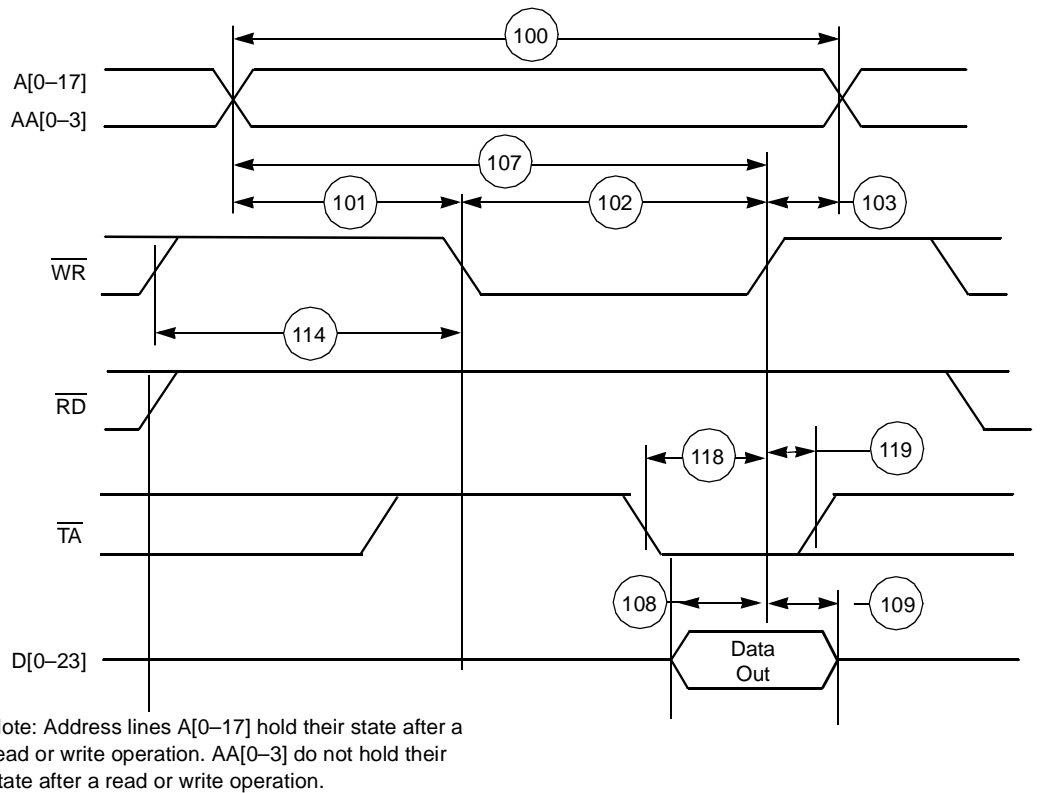 100
A[0–17]
AA[0–3]
107
101
102
103
WR
114
RD
118
119
TA
108
109
D[0–23]
Data
Out
ote: Address lines A[0–17] hold their state after a
ead or write operation. AA[0–3] do not hold their
tate after a read or write operation.